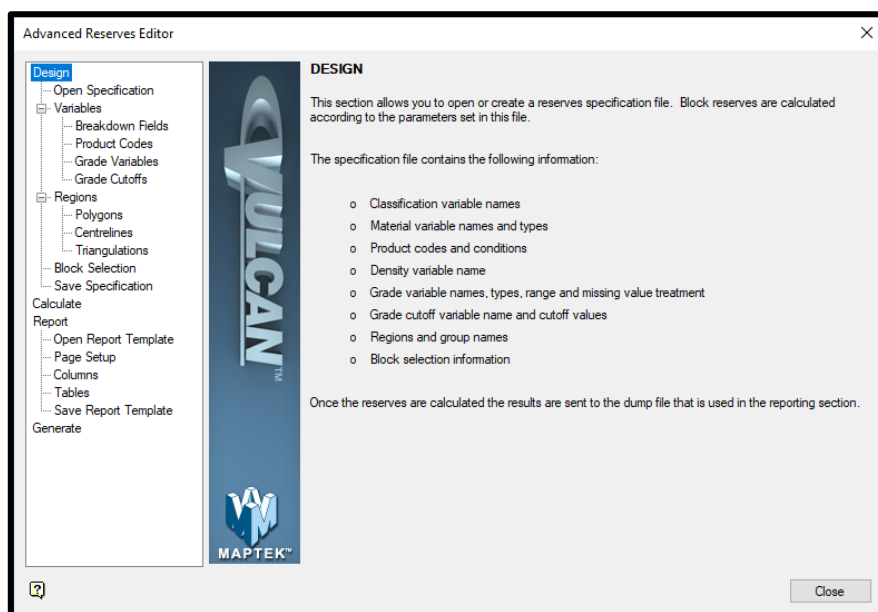 Advanced Reserves Editor
Design
Open Specification
Variables
Breakdown Fields
Product Codes
Grade Variables
Grade Cutoffs
Regions
Polygons
Centrelines
Triangulations
Block Selection
Save Specification
Calculate
Report
Open Report Template
Page Setup
Columns
Tables
Save Report Template
Generate
VULCAN™
MAPTEK™
DESIGN
This section allows you to open or create a reserves specification file. Block reserves are calculated
according to the parameters set in this file.
The specification file contains the following information:
o Classification variable names
o Material variable names and types
o Product codes and conditions
o Density variable name
o Grade variable names, types, range and missing value treatment
o Grade cutoff variable name and cutoff values
o Regions and group names
o Block selection information
Once the reserves are calculated the results are sent to the dump file that is used in the reporting section.
?
Close